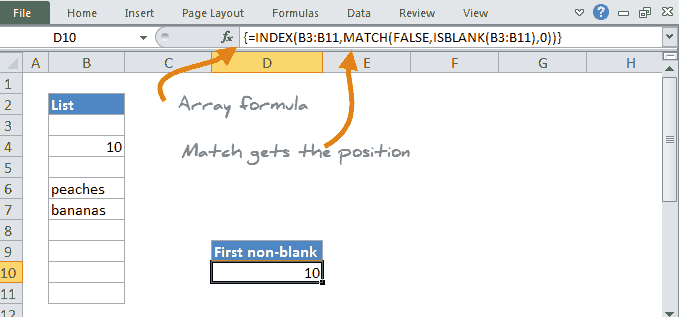 File Home Insert Page Layout Formulas Data Review View
D10 fx {=INDEX(B3:B11,MATCH(FALSE,ISBLANK(B3:B11),0))}
A B C D E F G H
1
2 List
Array formula
3
4 10
Match gets the position
5
6 peaches
7 bananas
8
9 First non-blank
10 10
11
12